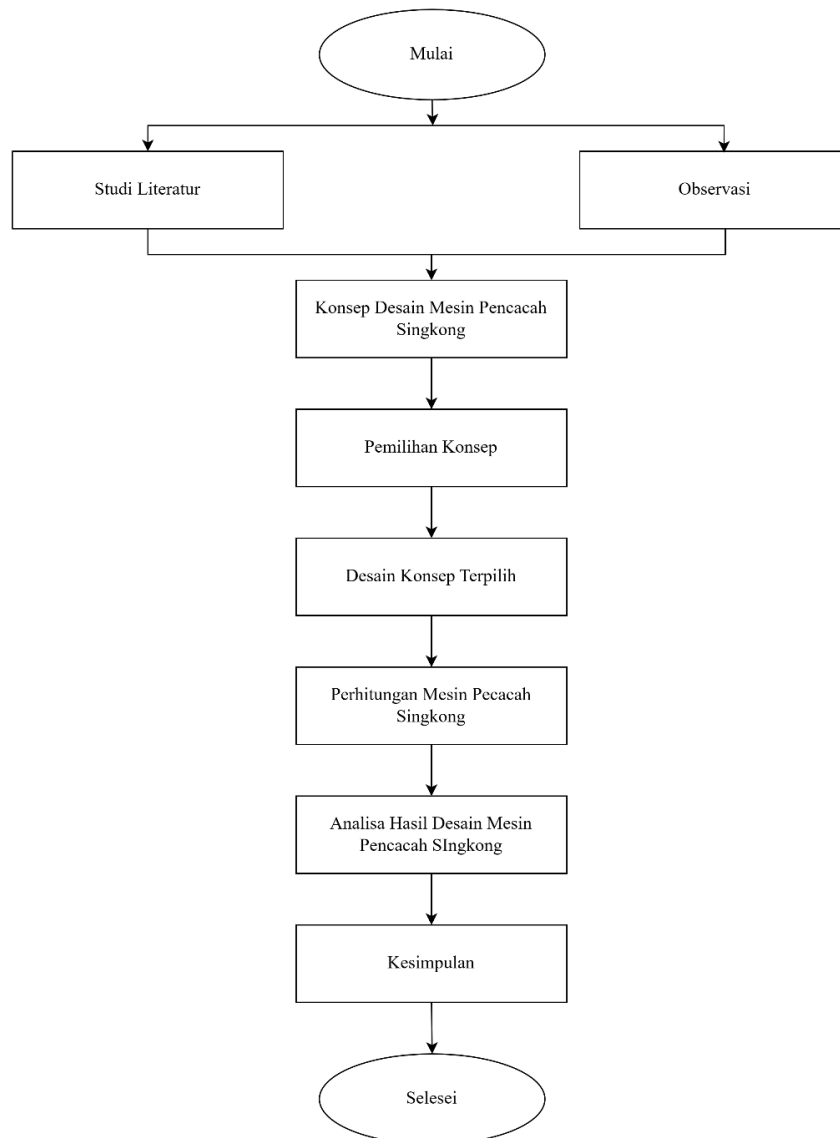 Mulai
Studi Literatur
Observasi
Konsep Desain Mesin Pencacah
Singkong
Pemilihan Konsep
Desain Konsep Terpilih
Perhitungan Mesin Pecacah
Singkong
Analisa Hasil Desain Mesin
Pencacah SIngkong
Kesimpulan
Selesei